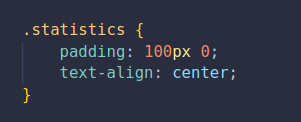 .statistics {
    padding: 100px 0;
    text-align: center;
}